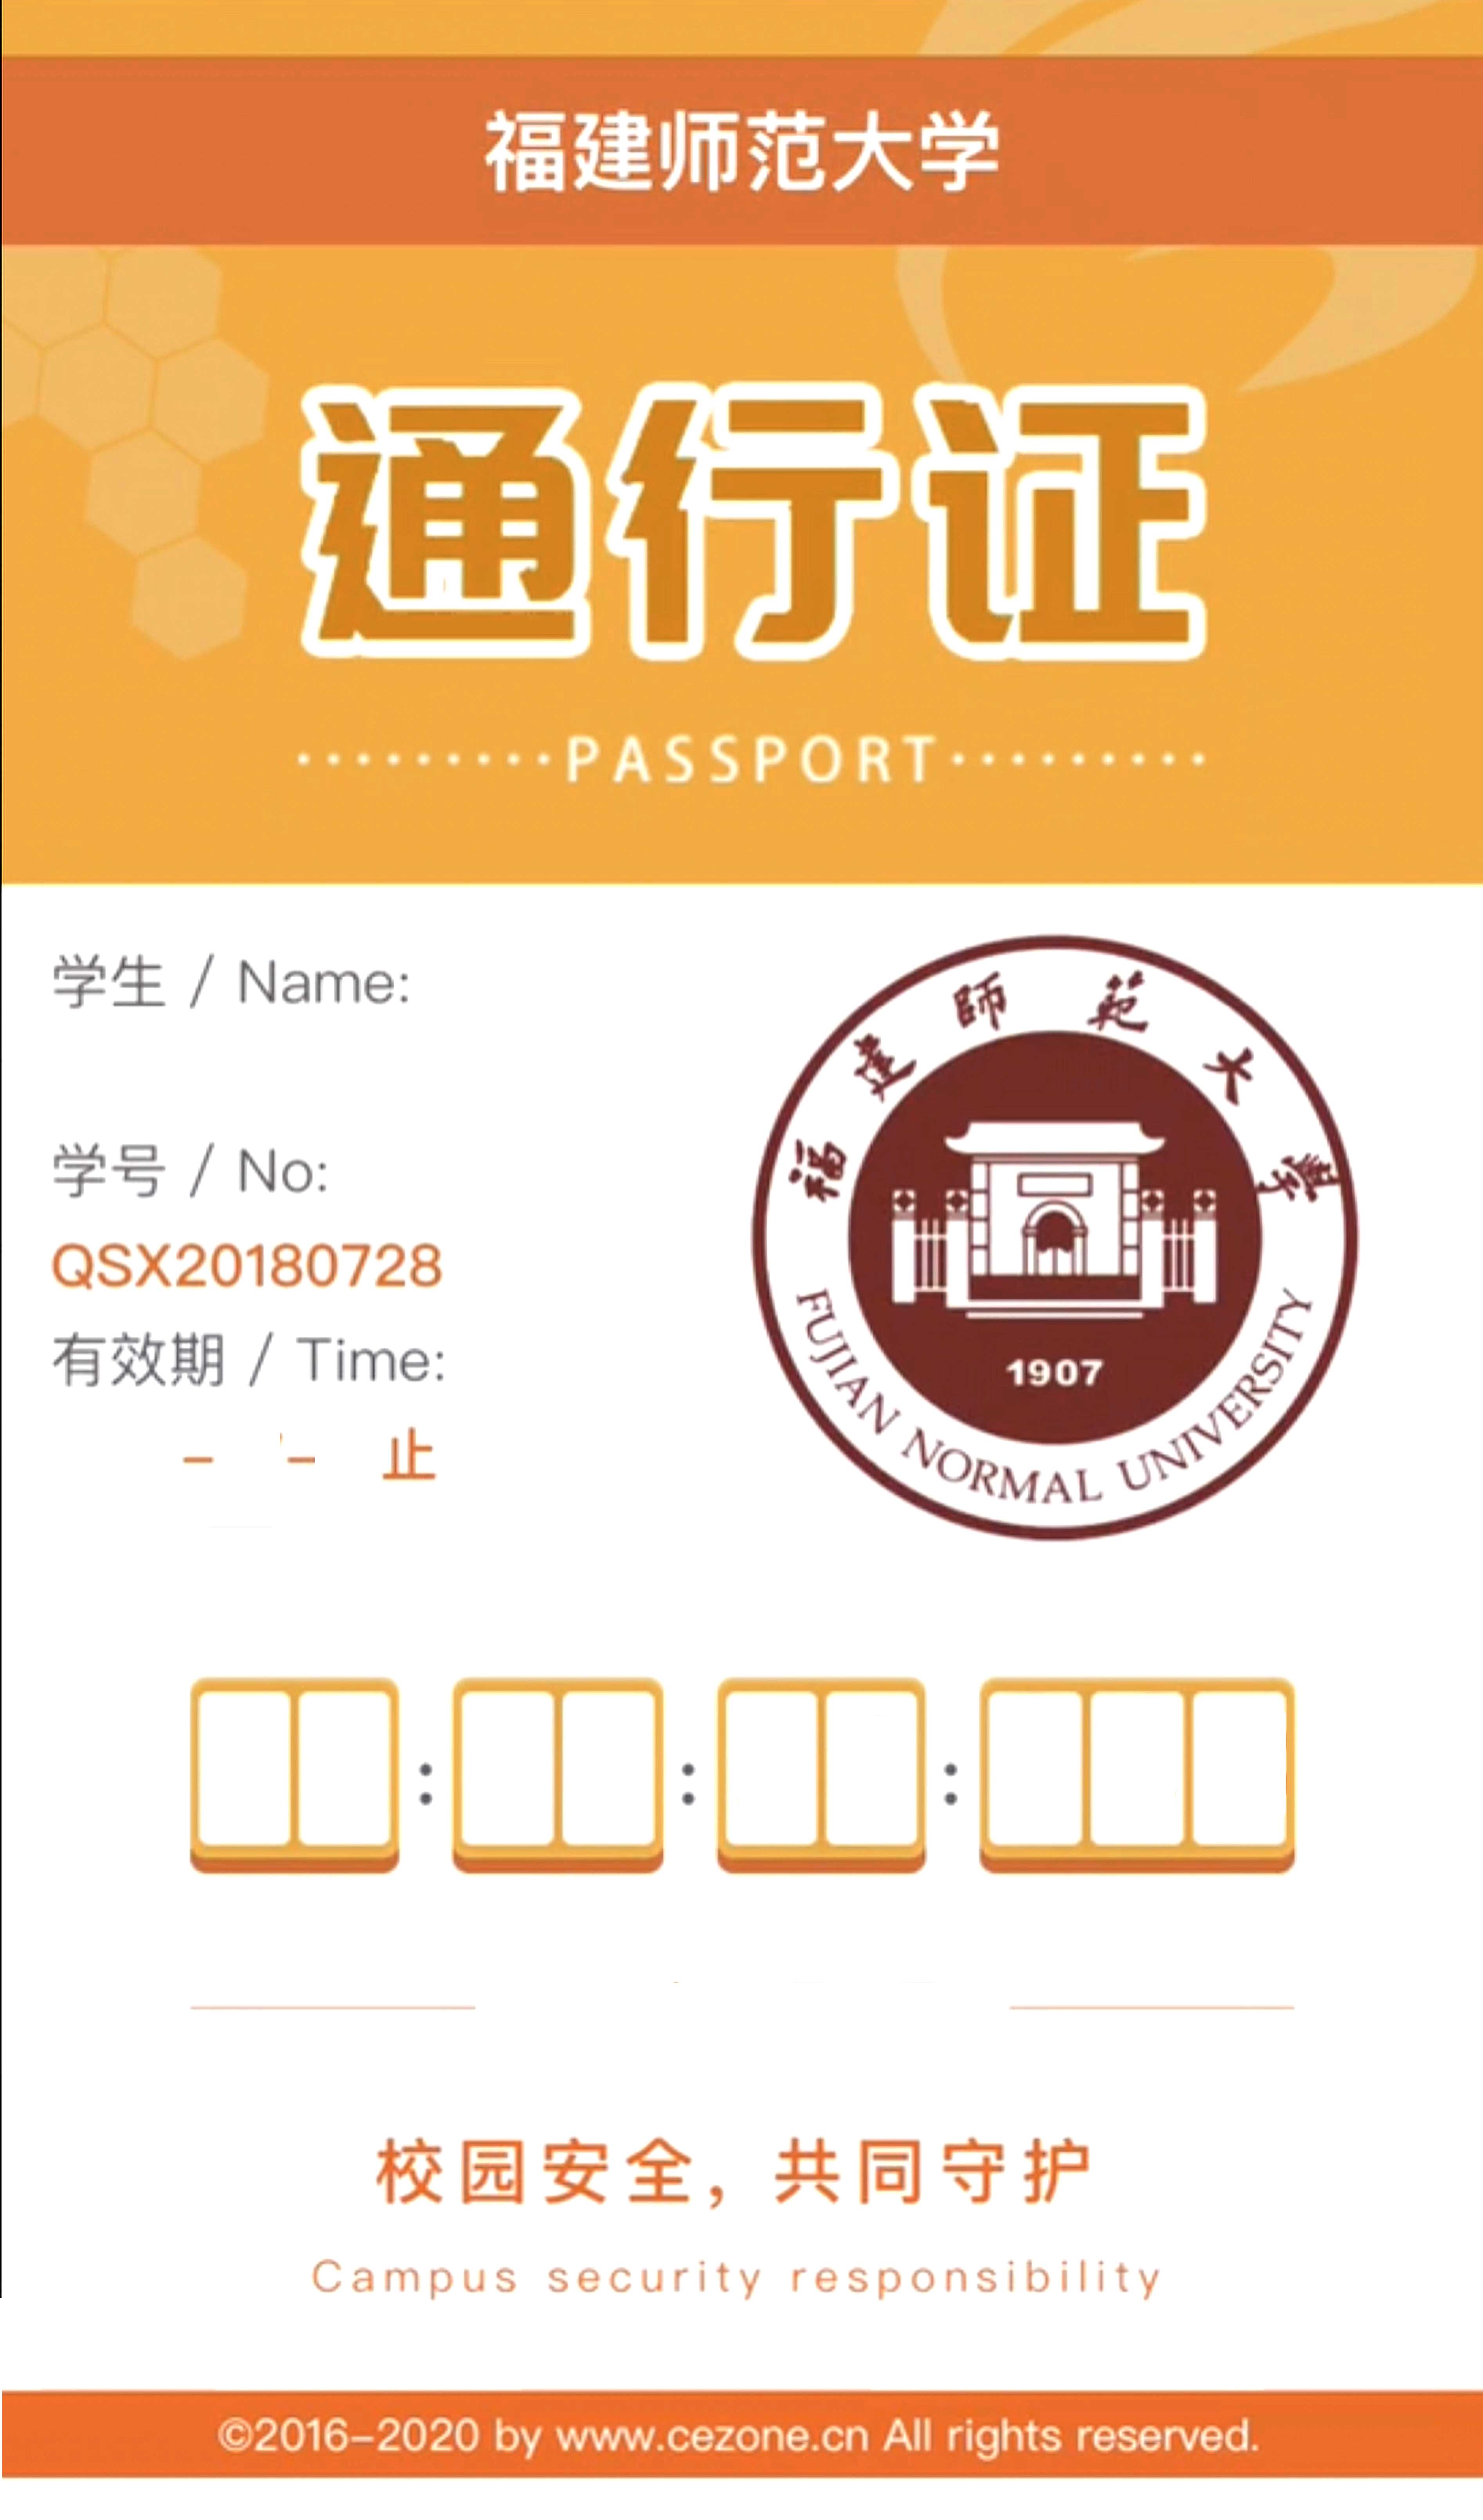 福建师范大学
通行证
PASSPORT
学生 / Name:
学号 / No:
QSX20180728
有效期 / Time:
– – 止
福建師範大學
1907
FUJIAN NORMAL UNIVERSITY
: : :
校园安全，共同守护
Campus security responsibility
©2016–2020 by www.cezone.cn All rights reserved.